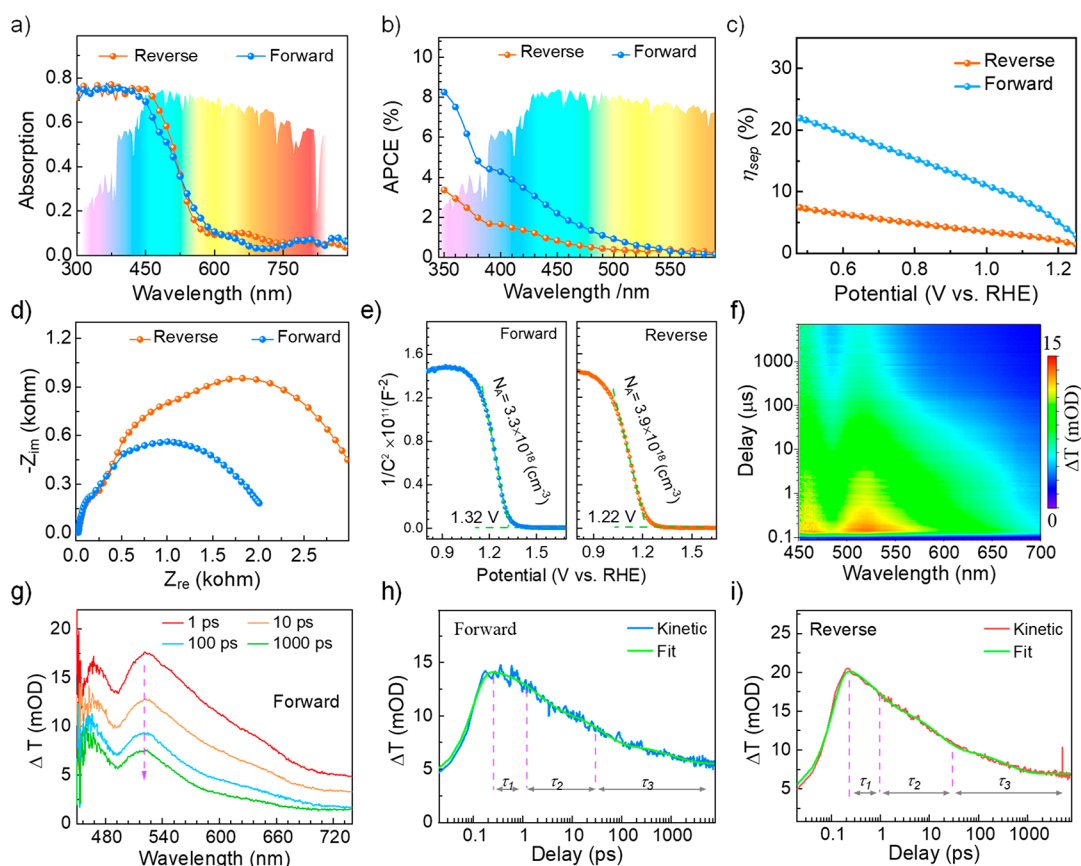 a)
Reverse
Forward
0.8
0.6
0.4
0.2
0.0
Absorption
300
450
600
750
Wavelength (nm)
b)
Reverse
Forward
10
8
6
4
2
0
APCE (%)
350
400
450
500
550
Wavelength /nm
c)
Reverse
Forward
30
20
10
0
η_sep (%)
0.6
0.8
1.0
1.2
Potential (V vs. RHE)
d)
Reverse
Forward
1.2
0.9
0.6
0.3
0.0
-Z_im (kohm)
0.0
0.5
1.0
1.5
2.0
2.5
Z_re (kohm)
e)
Forward
Reverse
1.6
1.2
0.8
0.4
0.0
1/C² ×10¹¹(F⁻²)
N_A= 3.3×10¹⁸ (cm⁻³)
N_A= 3.9×10¹⁸ (cm⁻³)
1.32 V
1.22 V
0.9
1.2
1.5
0.9
1.2
1.5
Potential (V vs. RHE)
f)
1000
100
10
1
0.1
Delay (μs)
450
500
550
600
650
700
Wavelength (nm)
15
0
ΔT (mOD)
g)
1 ps
10 ps
100 ps
1000 ps
Forward
20
15
10
5
0
Δ T (mOD)
480
540
600
660
720
Wavelength (nm)
h)
Forward
Kinetic
Fit
20
15
10
5
0
Δ T (mOD)
τ₁
τ₂
τ₃
0.1
1
10
100
1000
Delay (ps)
i)
Reverse
Kinetic
Fit
25
20
15
10
5
0
Δ T (mOD)
τ₁
τ₂
τ₃
0.1
1
10
100
1000
Delay (ps)